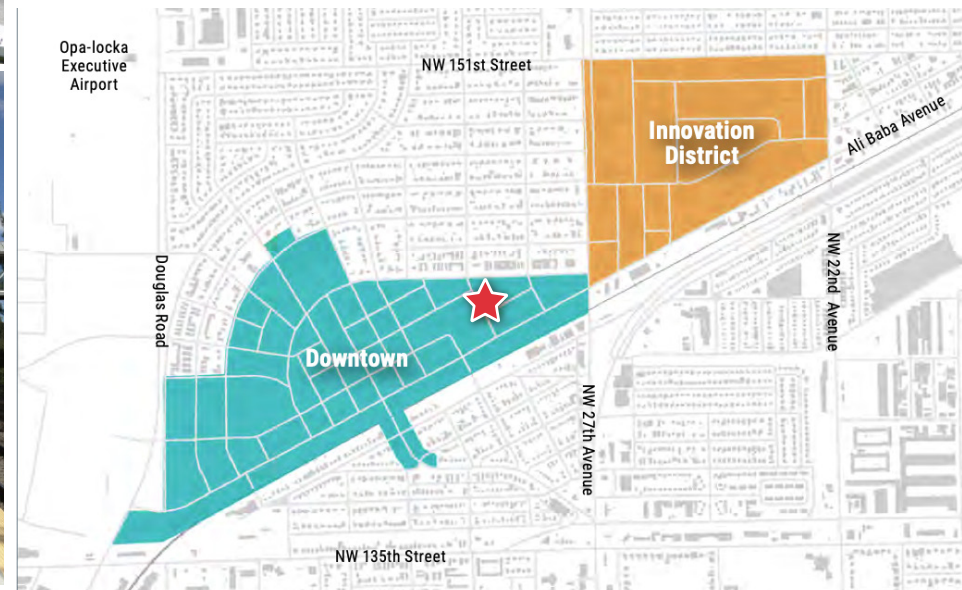 Opa-locka
Executive
Airport
NW 151st Street
Innovation
District
Ali Baba Avenue
Douglas Road
NW 22nd Avenue
Downtown
NW 27th Avenue
NW 135th Street